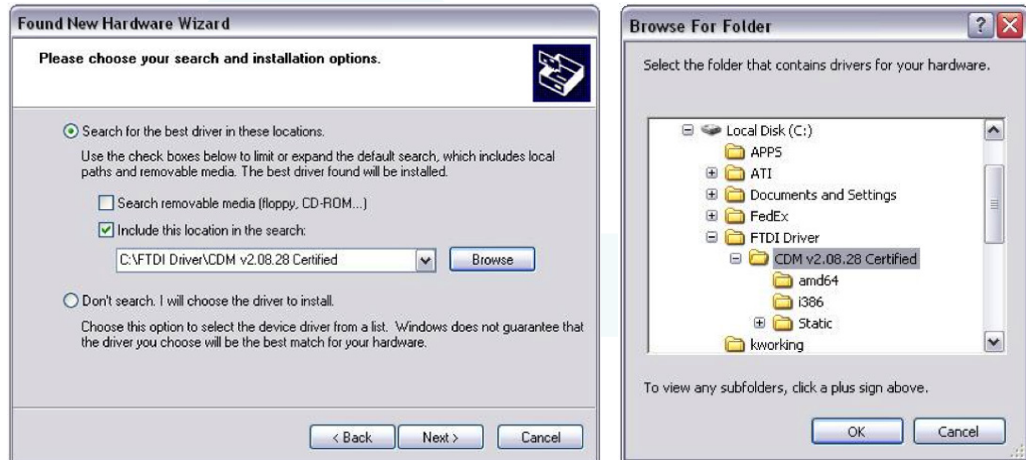 Found New Hardware Wizard
Please choose your search and installation options.
Search for the best driver in these locations.
Use the check boxes below to limit or expand the default search, which includes local
paths and removable media. The best driver found will be installed.
Search removable media (floppy, CD-ROM...)
Include this location in the search:
C:\FTDI Driver\CDM v2.08.28 Certified
Browse
Don't search. I will choose the driver to install.
Choose this option to select the device driver from a list. Windows does not guarantee that
the driver you choose will be the best match for your hardware.
< Back
Next >
Cancel
Browse For Folder
Select the folder that contains drivers for your hardware.
Local Disk (C:)
APPS
ATI
Documents and Settings
FedEx
FTDI Driver
CDM v2.08.28 Certified
amd64
i386
Static
kworking
To view any subfolders, click a plus sign above.
OK
Cancel